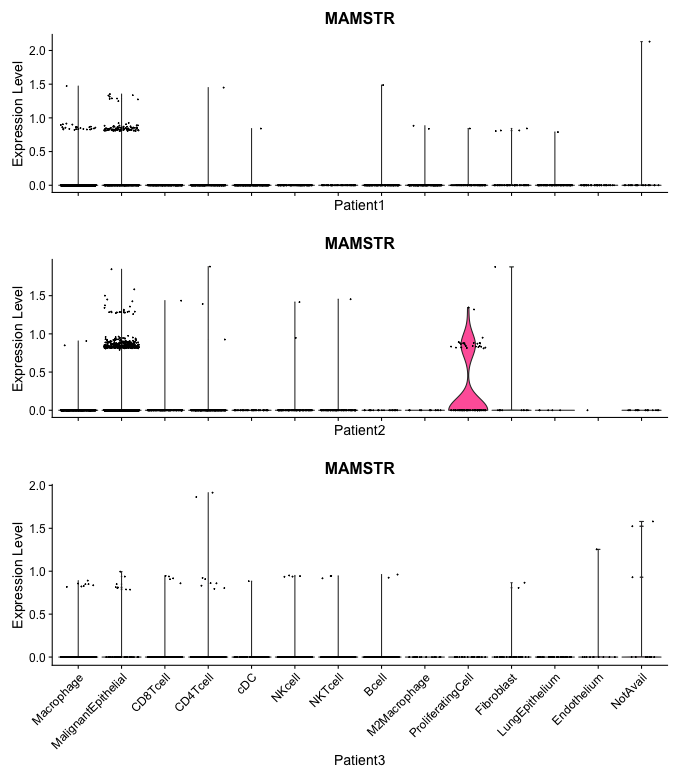 MAMSTR
Expression Level
2.0
1.5
1.0
0.5
0.0
Patient1
MAMSTR
Expression Level
1.5
1.0
0.5
0.0
Patient2
MAMSTR
Expression Level
2.0
1.5
1.0
0.5
0.0
Macrophage
MalignantEpithelial
CD8Tcell
CD4Tcell
cDC
NKcell
NKTcell
Bcell
M2Macrophage
ProliferatingCell
Fibroblast
LungEpithelium
Endothelium
NotAvail
Patient3